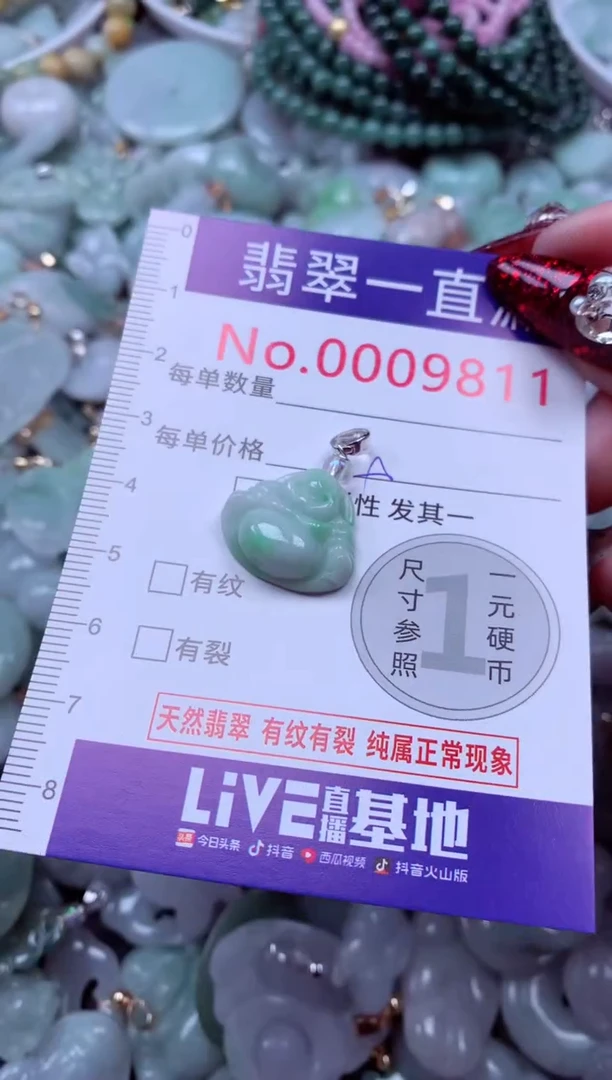 翡翠一直
No.0009811
每单数量
每单价格
性 发其一
有纹
有裂
尺寸参照
1
一元硬币
天然翡翠 有纹有裂 纯属正常现象
LiVE直播基地
头条 今日头条 抖音 西瓜视频 抖音火山版
0
1
2
3
4
5
6
7
8